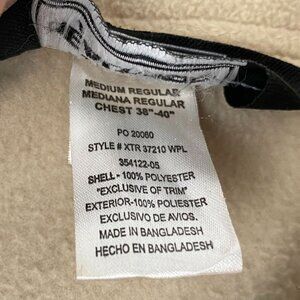 MEDIUM REGULAR
MEDIANA REGULAR
CHEST 38"-40"
PO 20060
STYLE # XTR 37210 WPL
354122-05
SHELL- 100% POLYESTER
"EXCLUSIVE OF TRIM"
EXTERIOR-100% POLIESTER
EXCLUSIVO DE AVIOS.
MADE IN BANGLADESH
HECHO EN BANGLADESH